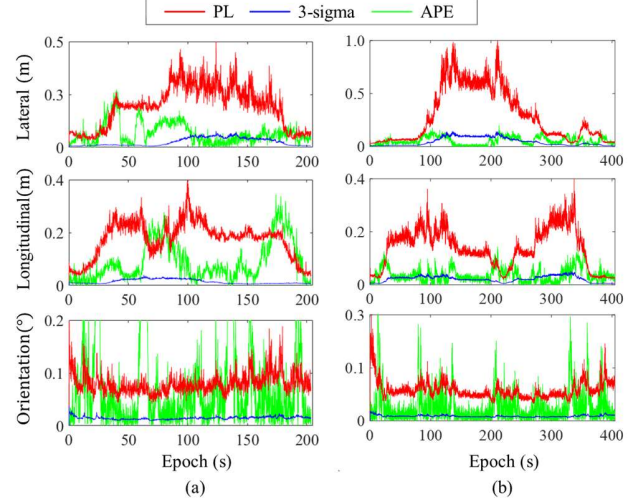 PL 3-sigma APE
Lateral (m)
0.5
0.3
0.1
0
0 50 100 150 200
1.0
0.5
0
0 100 200 300 400
Longitudinal(m)
0.4
0.2
0
0 50 100 150 200
0.4
0.2
0
0 100 200 300 400
Orientation(°)
0.2
0.1
0
0 50 100 150 200
0.3
0.1
0
0 100 200 300 400
Epoch (s) Epoch (s)
(a) (b)